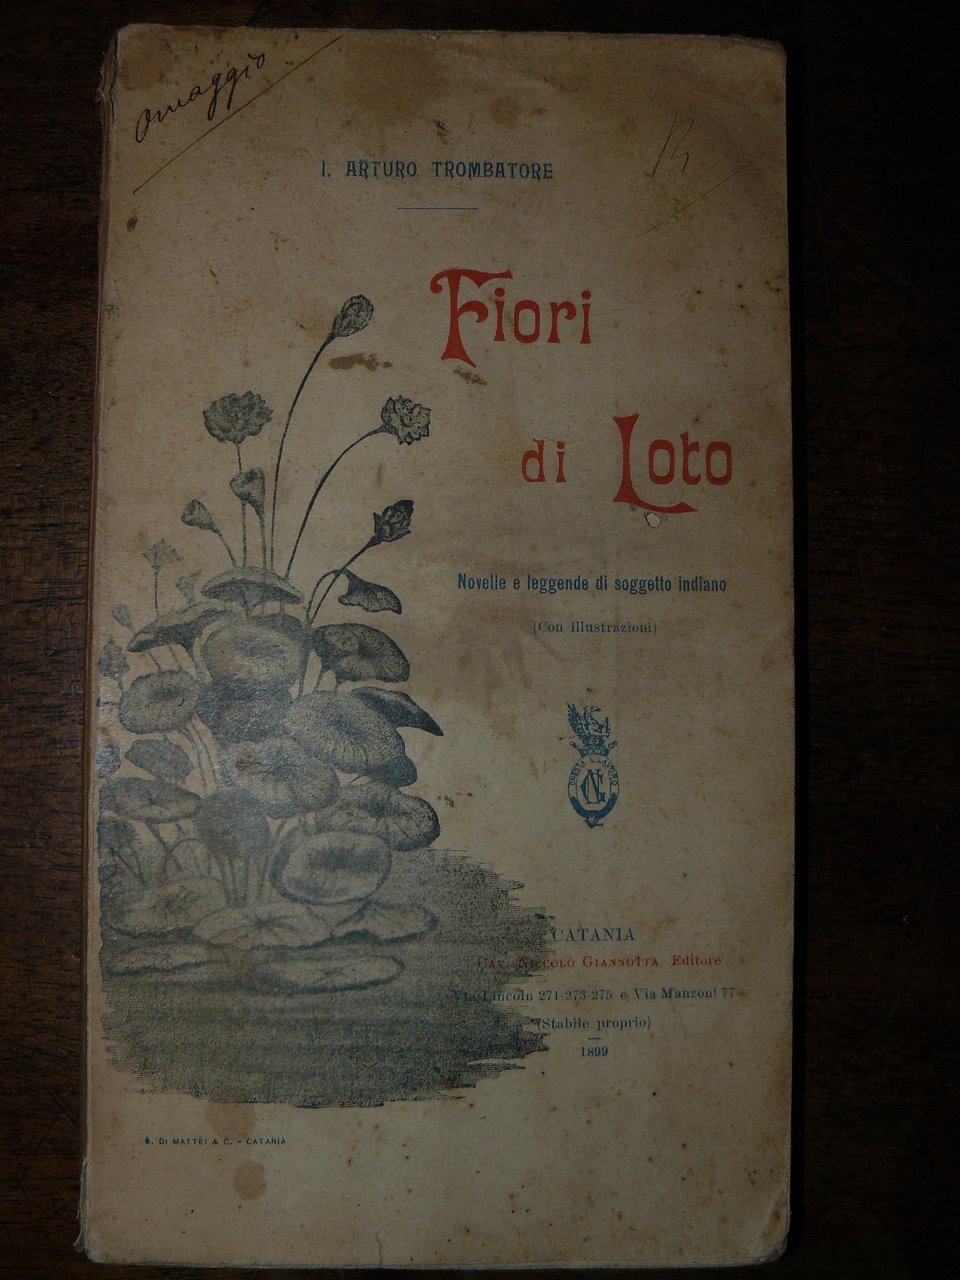 Omaggio
I. ARTURO TROMBATORE
Fiori
di Loto
Novelle e leggende di soggetto indiano
(Con illustrazioni)
CATANIA
CAV. NICCOLÒ GIANNOTTA, Editore
Via Lincoln 271-273-275 e Via Manzoni 77
(Stabile proprio)
1899
DI MATTEI & C. - CATANIA